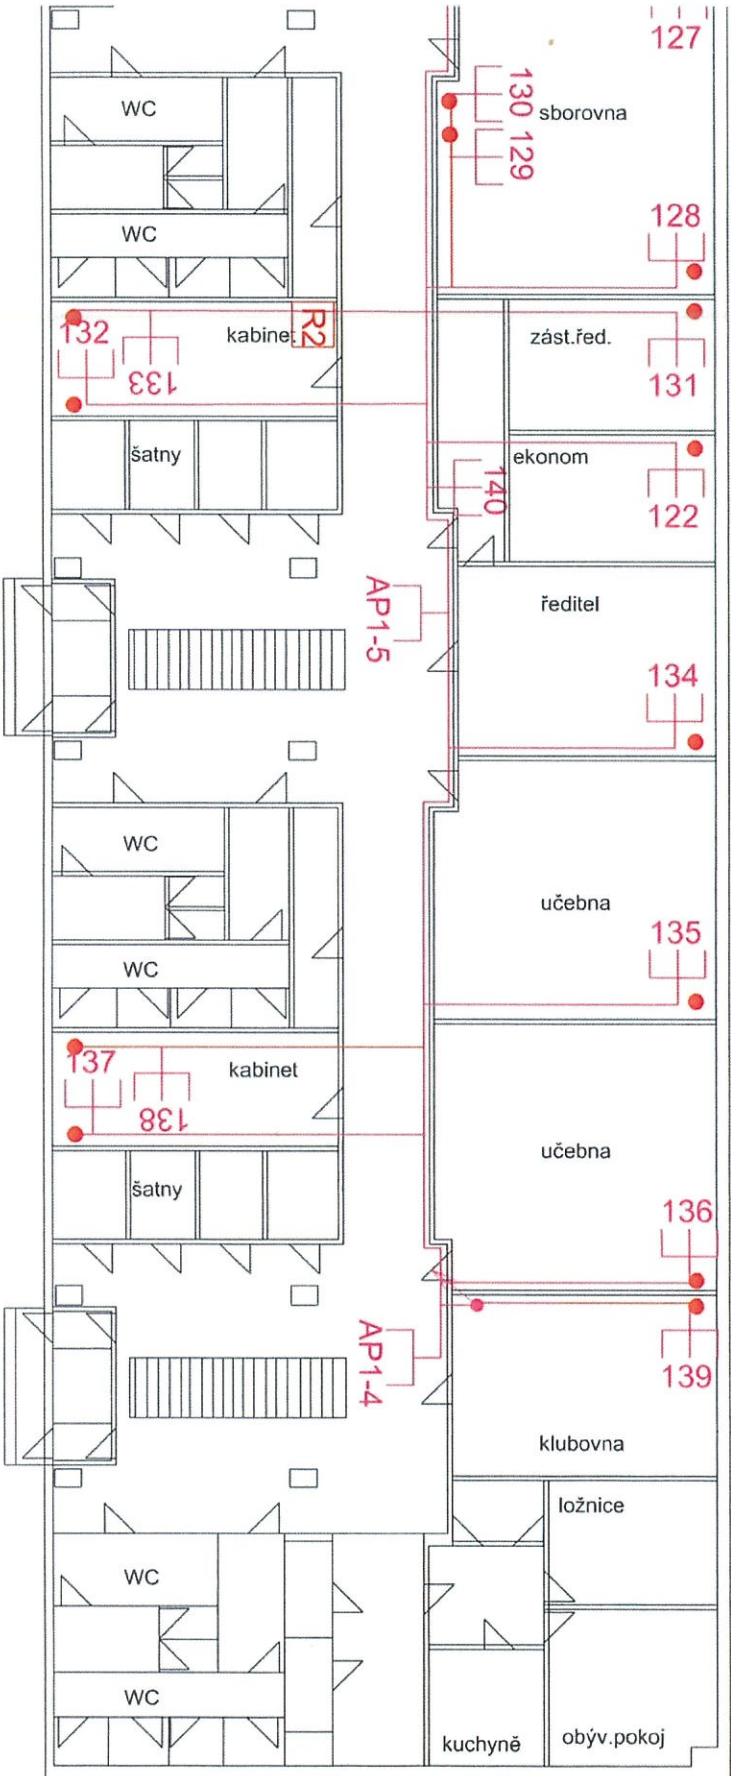 127
WC
130
sborovna
129
128
WC
132
133
kabinet
R2
zást.řed.
131
šatny
ekonom
140
122
AP1-5
ředitel
134
WC
učebna
135
WC
137
138
kabinet
učebna
šatny
136
AP1-4
139
klubovna
ložnice
WC
WC
kuchyně
obýv.pokoj